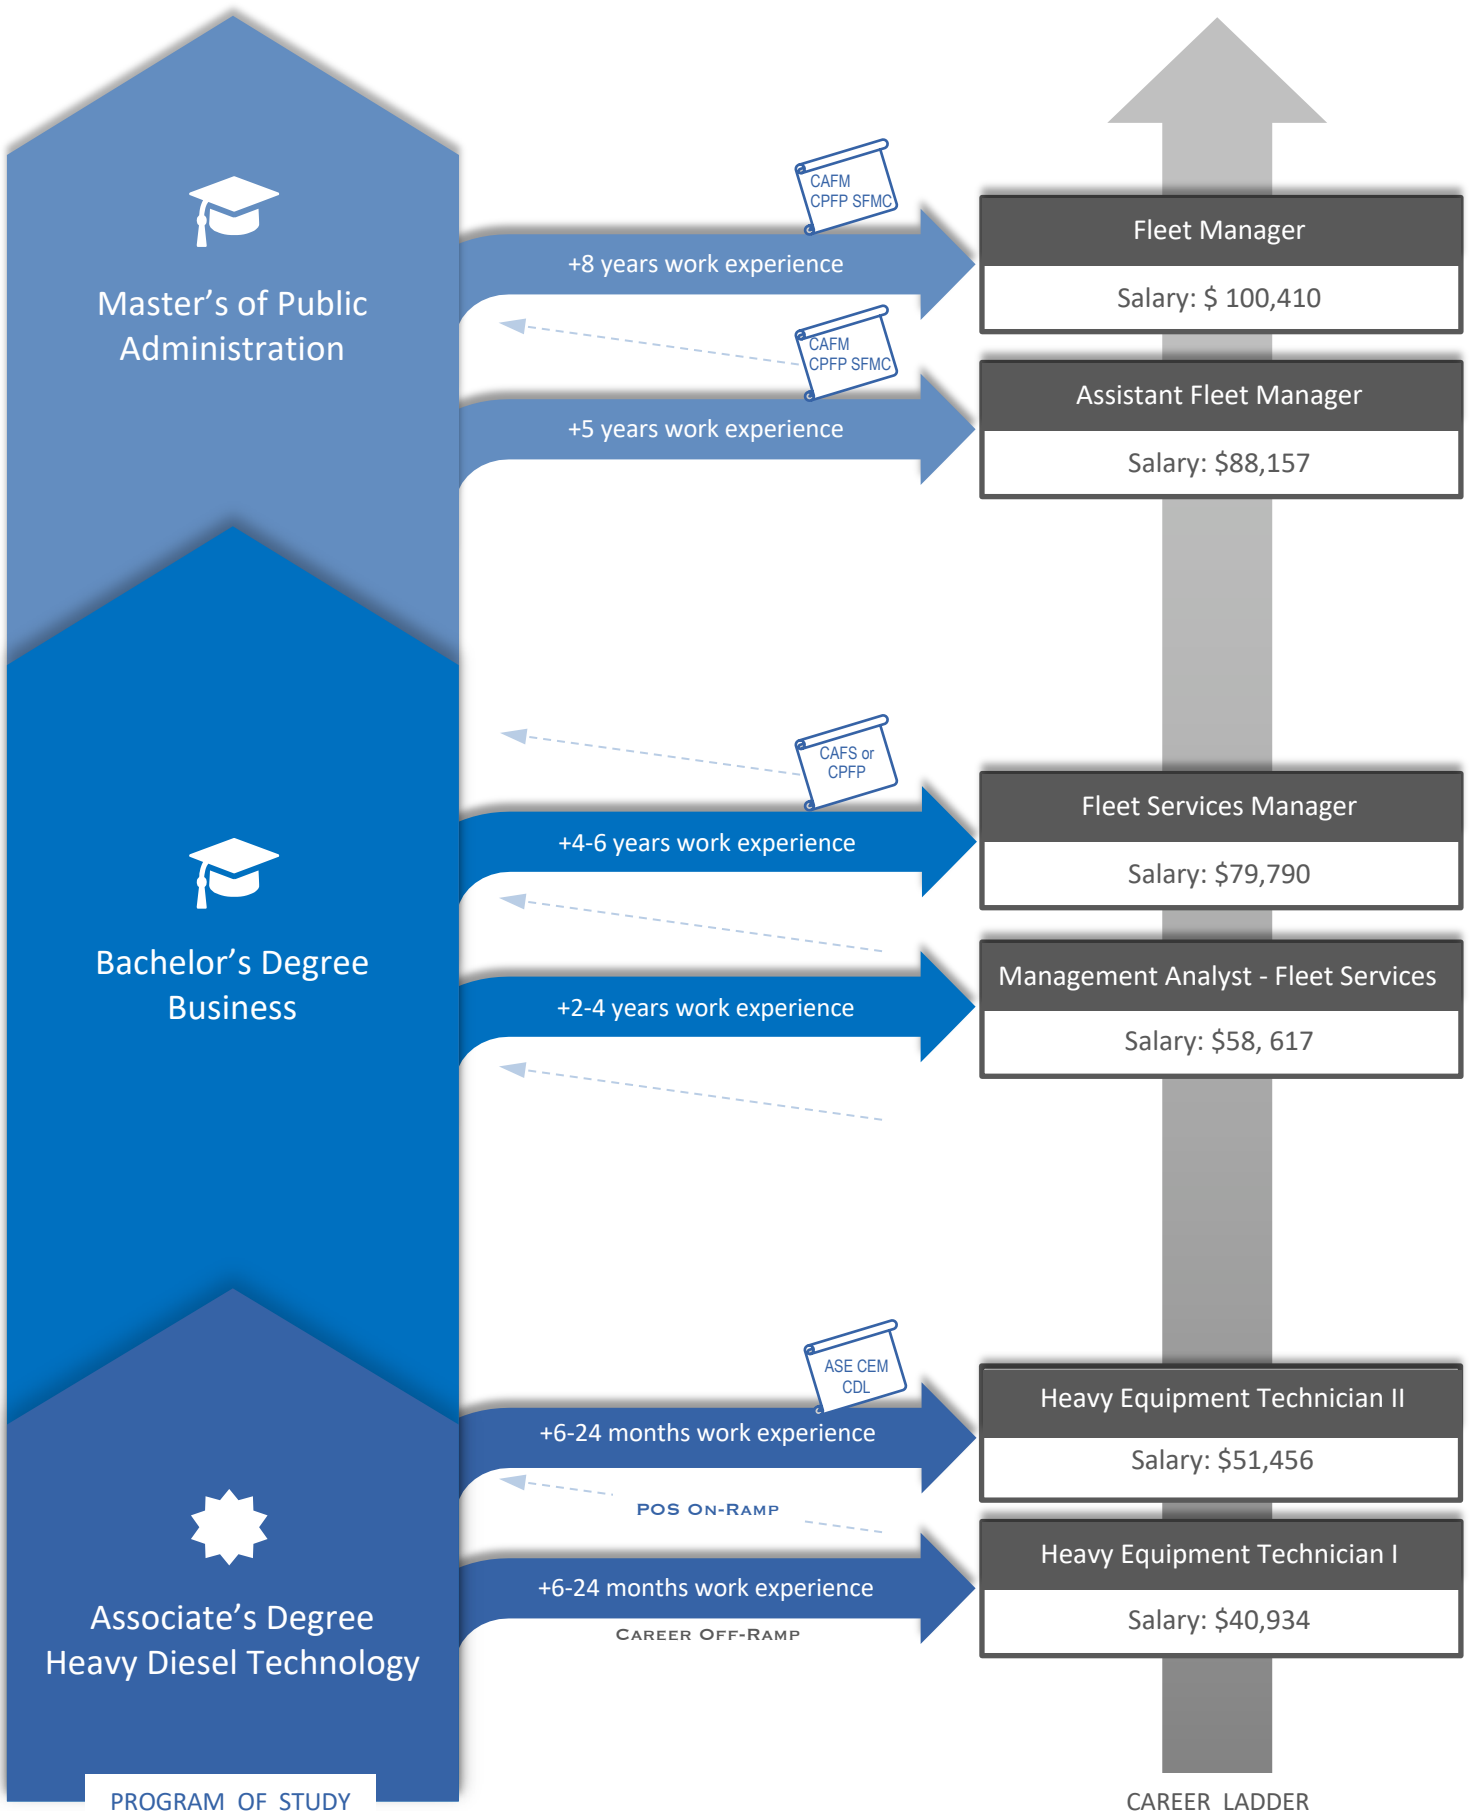 CAFM
CPFP SFMC
+8 years work experience
Fleet Manager
Salary: $ 100,410
Master's of Public
Administration
CAFM
CPFP SFMC
+5 years work experience
Assistant Fleet Manager
Salary: $88,157
CAFS or
CPFP
+4-6 years work experience
Fleet Services Manager
Salary: $79,790
Bachelor's Degree
Business
+2-4 years work experience
Management Analyst - Fleet Services
Salary: $58, 617
ASE CEM
CDL
+6-24 months work experience
Heavy Equipment Technician II
Salary: $51,456
POS On-Ramp
+6-24 months work experience
Career Off-Ramp
Heavy Equipment Technician I
Salary: $40,934
Associate's Degree
Heavy Diesel Technology
PROGRAM OF STUDY
CAREER LADDER